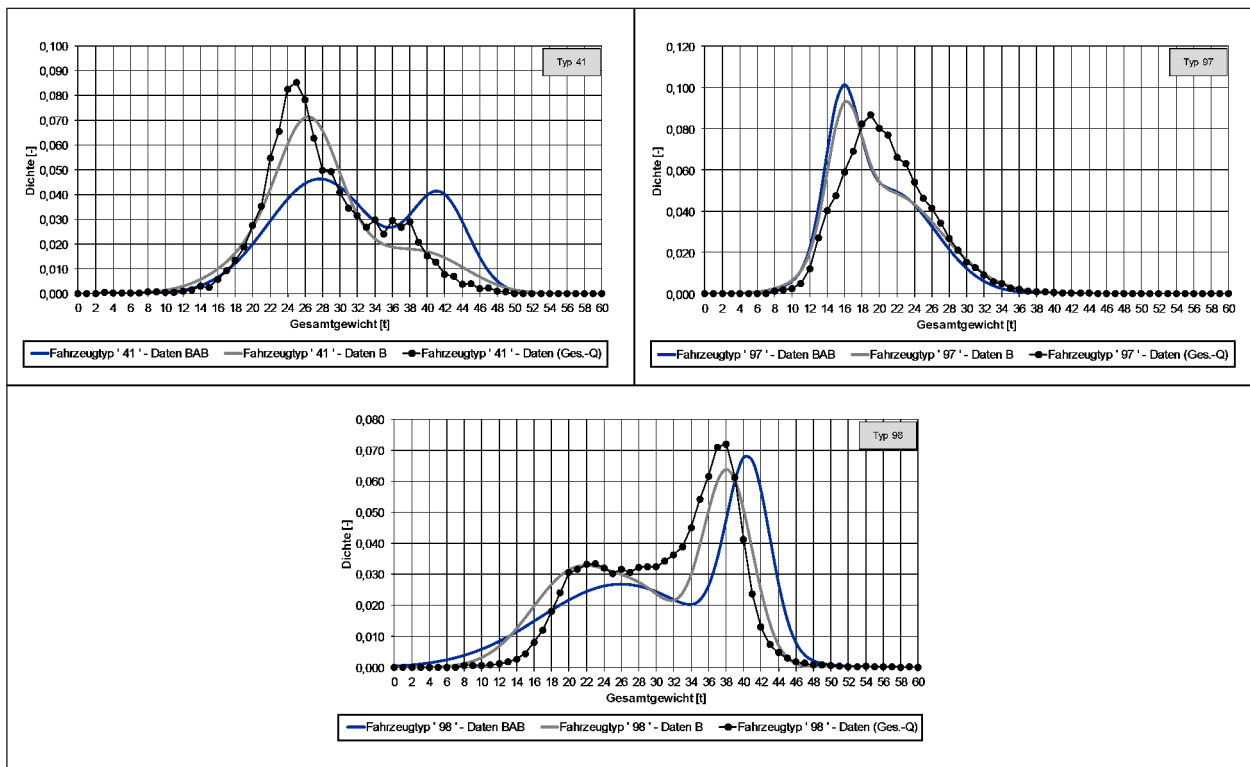 Typ 41
0,100
0,090
0,080
0,070
0,060
0,050
0,040
0,030
0,020
0,010
0,000
Dichte [-]
0 2 4 6 8 10 12 14 16 18 20 22 24 26 28 30 32 34 36 38 40 42 44 46 48 50 52 54 56 58 60
Gesamtgewicht [t]
Fahrzeugtyp ' 41 ' - Daten BAB Fahrzeugtyp ' 41 ' - Daten B Fahrzeugtyp ' 41 ' - Daten (Ges.-Q)
Typ 97
0,120
0,100
0,080
0,060
0,040
0,020
0,000
Dichte [-]
0 2 4 6 8 10 12 14 16 18 20 22 24 26 28 30 32 34 36 38 40 42 44 46 48 50 52 54 56 58 60
Gesamtgewicht [t]
Fahrzeugtyp ' 97 ' - Daten BAB Fahrzeugtyp ' 97 ' - Daten B Fahrzeugtyp ' 97 ' - Daten (Ges.-Q)
Typ 98
0,080
0,070
0,060
0,050
0,040
0,030
0,020
0,010
0,000
Dichte [-]
0 2 4 6 8 10 12 14 16 18 20 22 24 26 28 30 32 34 36 38 40 42 44 46 48 50 52 54 56 58 60
Gesamtgewicht [t]
Fahrzeugtyp ' 98 ' - Daten BAB Fahrzeugtyp ' 98 ' - Daten B Fahrzeugtyp ' 98 ' - Daten (Ges.-Q)